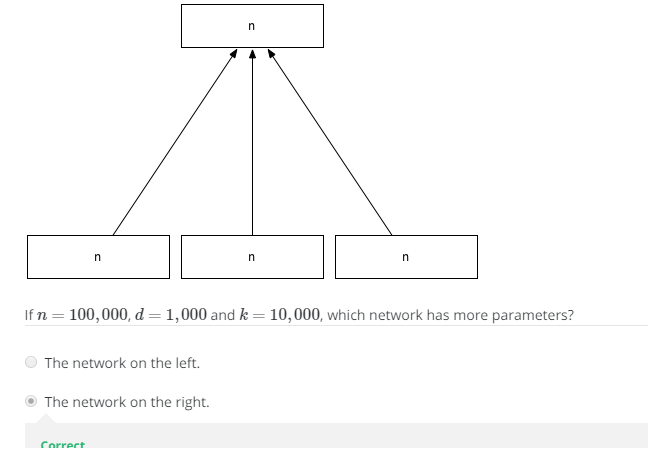 n
n n n
If n = 100,000, d = 1,000 and k = 10,000, which network has more parameters?
The network on the left.
The network on the right.
Correct